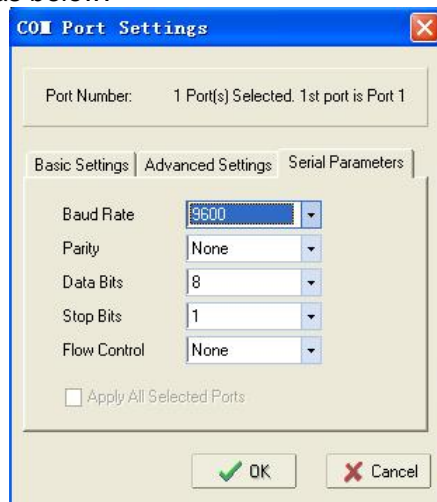 COM Port Settings
Port Number: 1 Port(s) Selected. 1st port is Port 1
Basic Settings Advanced Settings Serial Parameters
Baud Rate 9600
Parity None
Data Bits 8
Stop Bits 1
Flow Control None
Apply All Selected Ports
OK Cancel